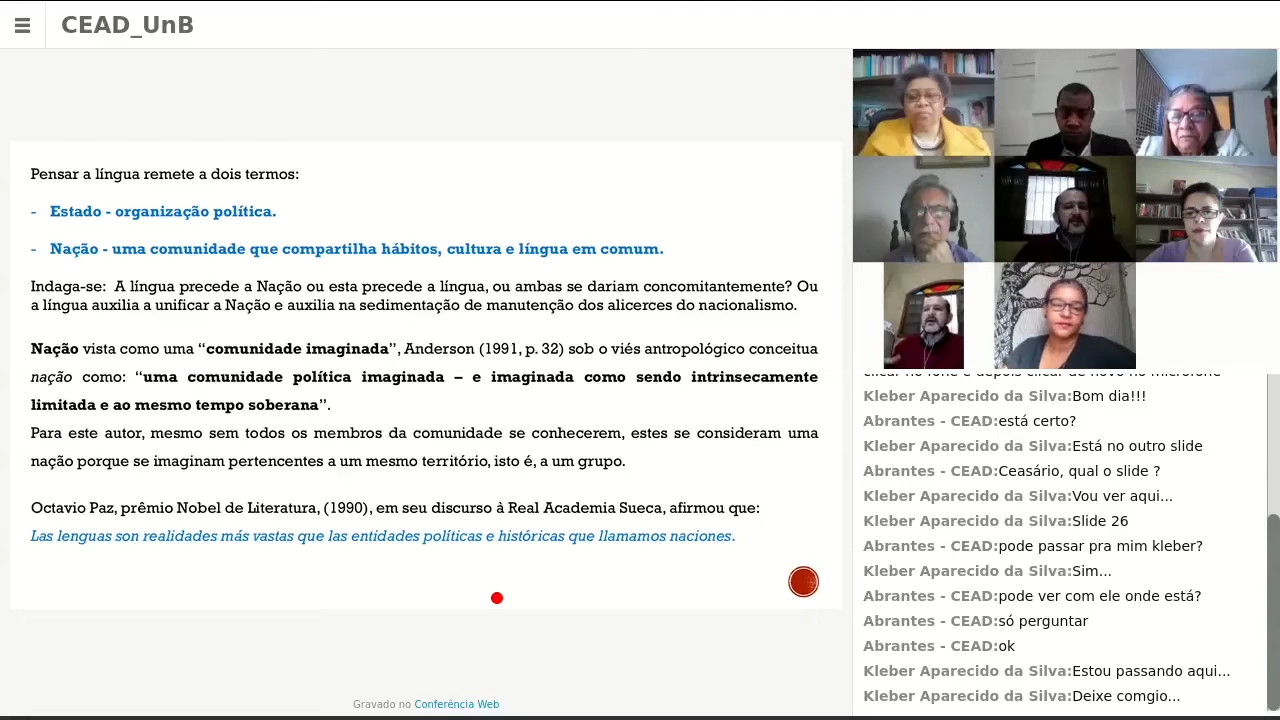 CEAD_UnB
Pensar a língua remete a dois termos:
- Estado - organização política.
- Nação - uma comunidade que compartilha hábitos, cultura e língua em comum.
Indaga-se: A língua precede a Nação ou esta precede a língua, ou ambas se dariam concomitantemente? Ou
a língua auxilia a unificar a Nação e auxilia na sedimentação de manutenção dos alicerces do nacionalismo.
Nação vista como uma “comunidade imaginada”, Anderson (1991, p. 32) sob o viés antropológico conceitua
nação como: “uma comunidade política imaginada – e imaginada como sendo intrinsecamente
limitada e ao mesmo tempo soberana”.
Para este autor, mesmo sem todos os membros da comunidade se conhecerem, estes se consideram uma
nação porque se imaginam pertencentes a um mesmo território, isto é, a um grupo.
Octavio Paz, prêmio Nobel de Literatura, (1990), em seu discurso à Real Academia Sueca, afirmou que:
Las lenguas son realidades más vastas que las entidades políticas e históricas que llamamos naciones.
Gravado no Conferência Web
clicar no fone e depois clicar de novo no microfone
Kleber Aparecido da Silva:Bom dia!!!
Abrantes - CEAD:está certo?
Kleber Aparecido da Silva:Está no outro slide
Abrantes - CEAD:Ceasário, qual o slide ?
Kleber Aparecido da Silva:Vou ver aqui...
Kleber Aparecido da Silva:Slide 26
Abrantes - CEAD:pode passar pra mim kleber?
Kleber Aparecido da Silva:Sim...
Abrantes - CEAD:pode ver com ele onde está?
Abrantes - CEAD:só perguntar
Abrantes - CEAD:ok
Kleber Aparecido da Silva:Estou passando aqui...
Kleber Aparecido da Silva:Deixe comgio...